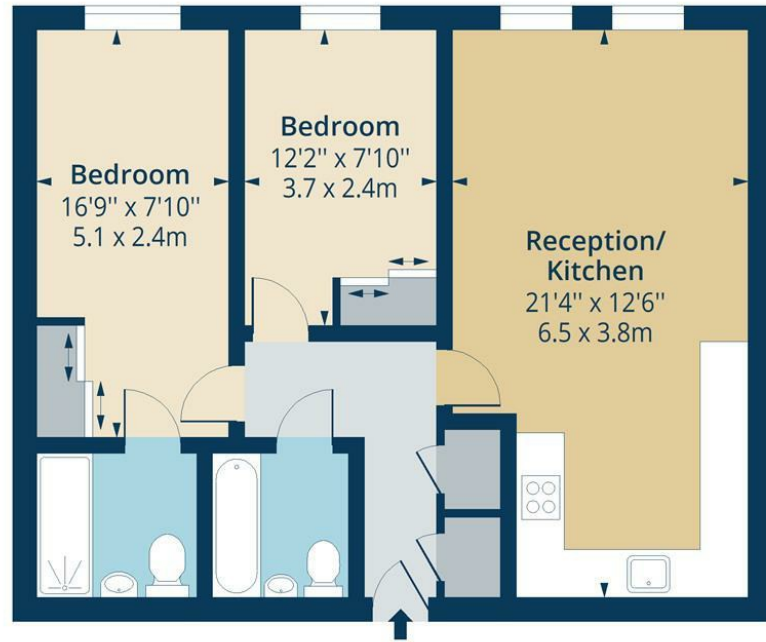 Bedroom
16'9'' x 7'10''
5.1 x 2.4m
Bedroom
12'2'' x 7'10''
3.7 x 2.4m
Reception/
Kitchen
21'4'' x 12'6''
6.5 x 3.8m